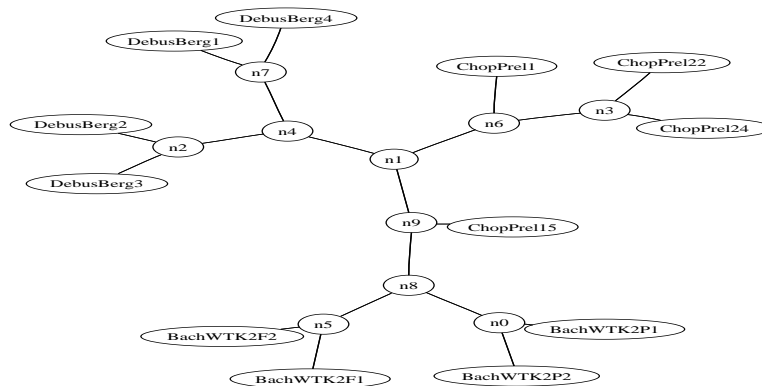 DebusBerg4
DebusBerg1
n7
ChopPrel22
ChopPrel1
n3
DebusBerg2
n6
ChopPrel24
n4
n2
n1
DebusBerg3
n9
ChopPrel15
n8
n5
n0
BachWTK2P1
BachWTK2F2
BachWTK2P2
BachWTK2F1